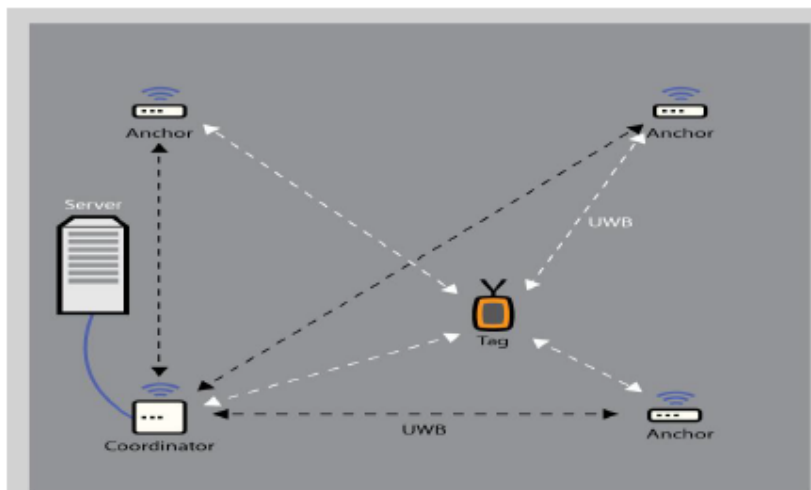 Anchor
Anchor
Server
UWB
Tag
Anchor
UWB
Coordinator